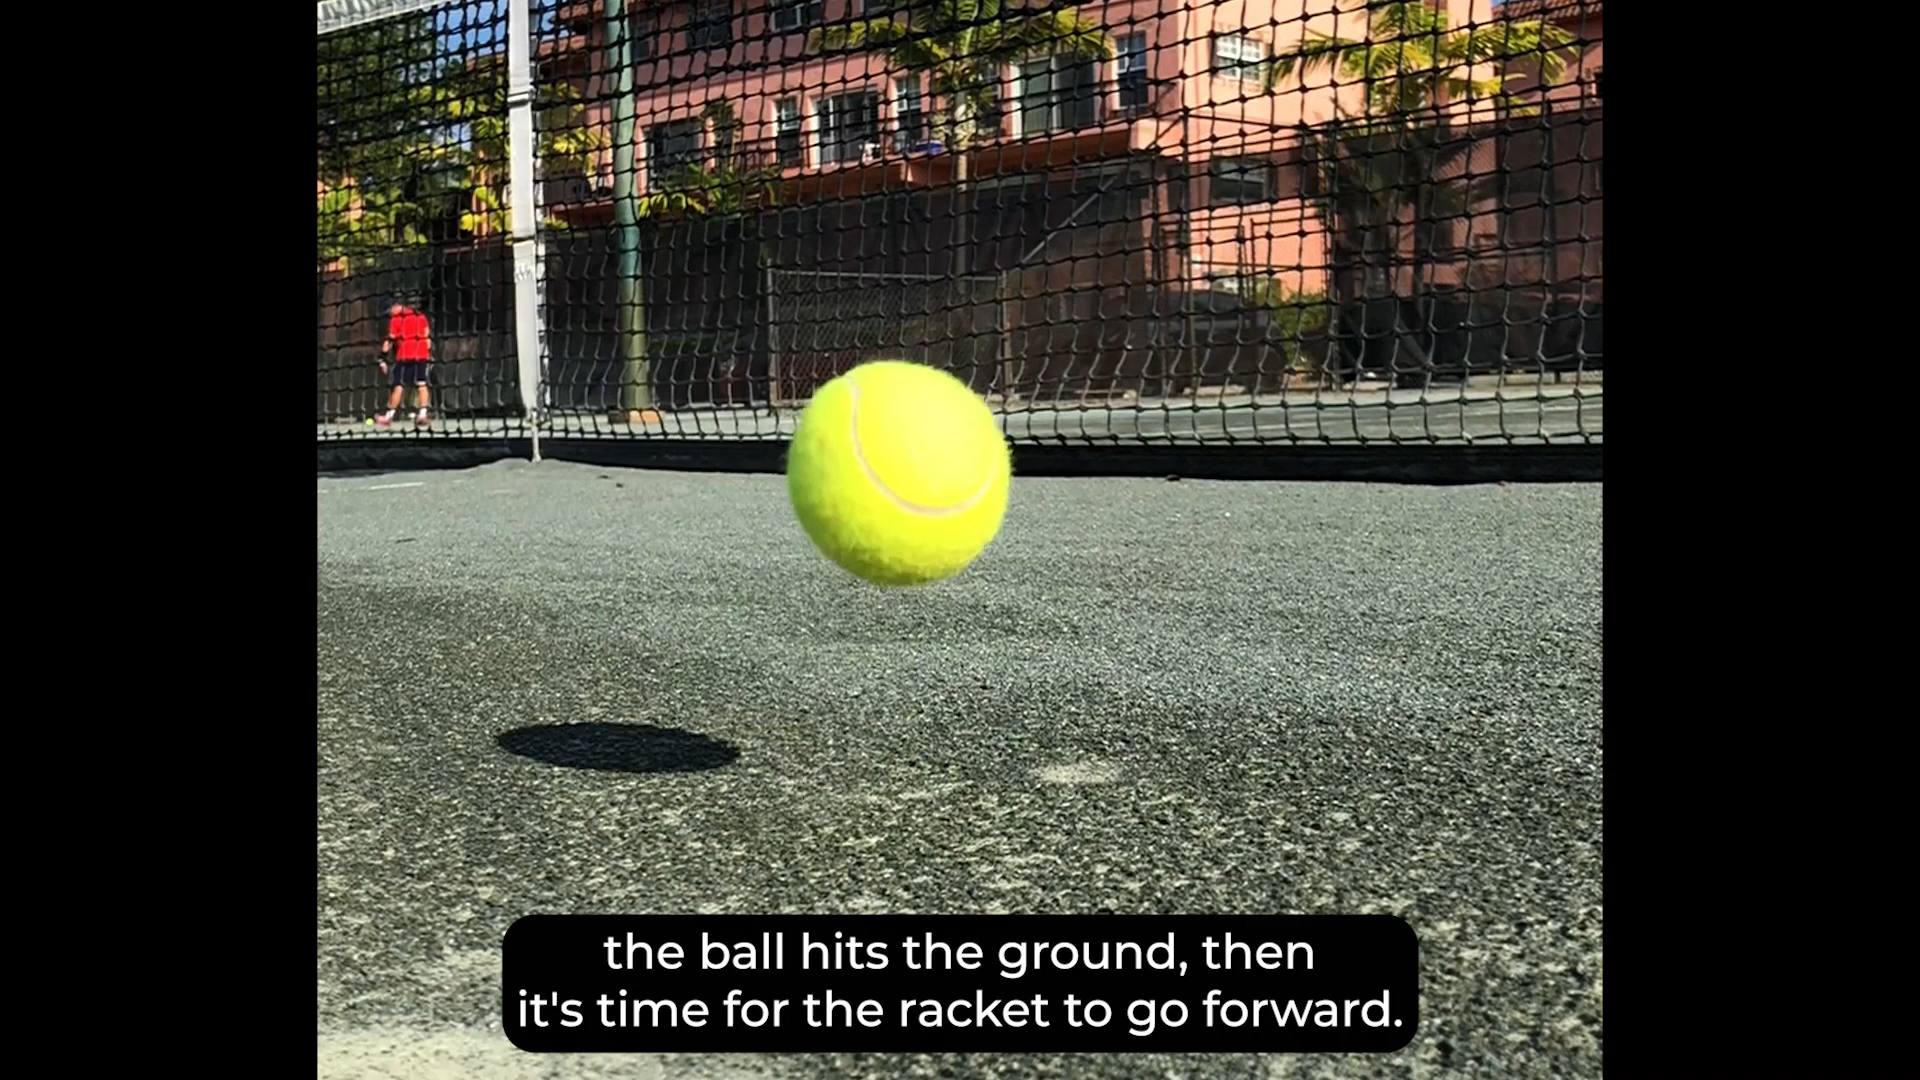 the ball hits the ground, then
it's time for the racket to go forward.